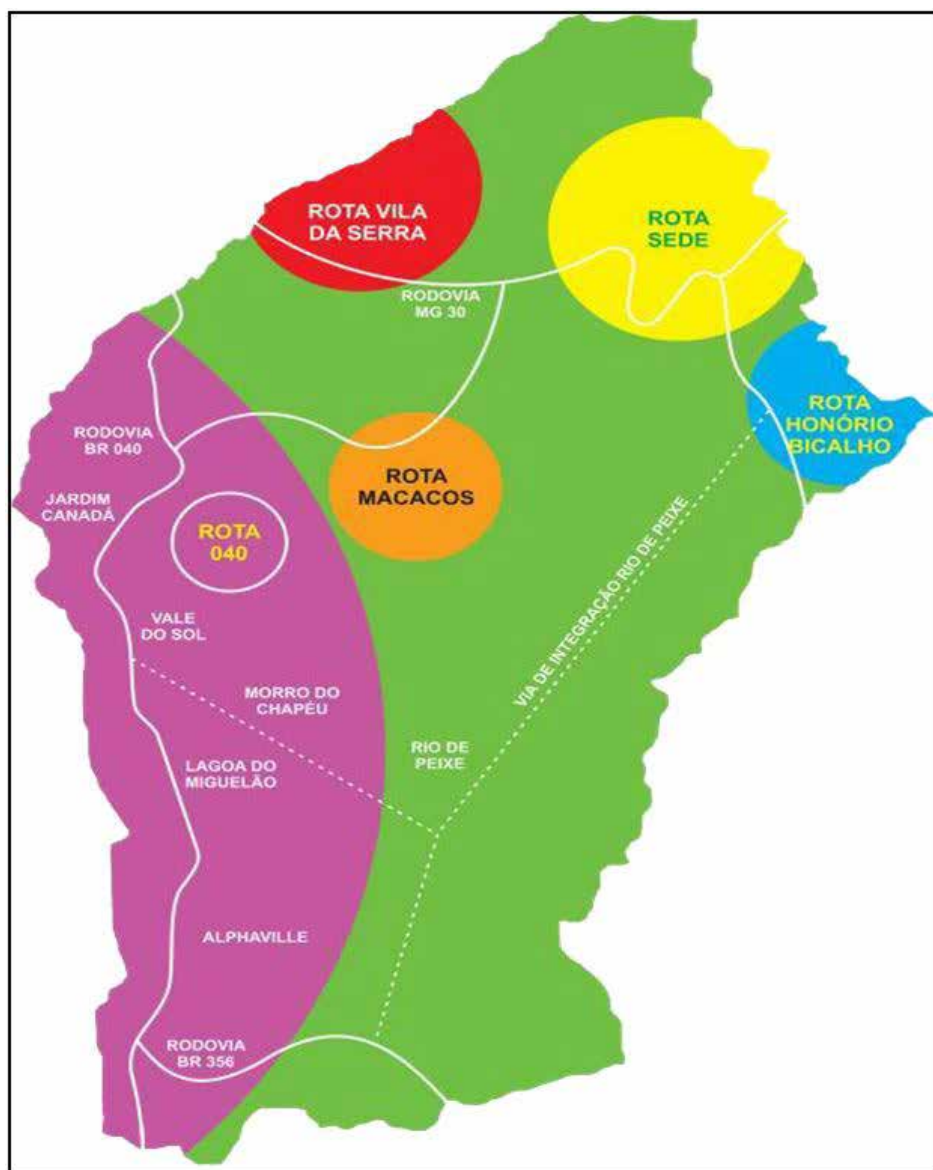 ROTA VILA
DA SERRA
ROTA
SEDE
RODOVIA
MG 30
ROTA
HONÓRIO
BICALHO
RODOVIA
BR 040
ROTA
MACACOS
JARDIM
CANADÁ
ROTA
040
VALE
DO SOL
VIA DE INTEGRAÇÃO RIO DE PEIXE
MORRO DO
CHAPÉU
RIO DE
PEIXE
LAGOA DO
MIGUELÃO
ALPHAVILLE
RODOVIA
BR 356